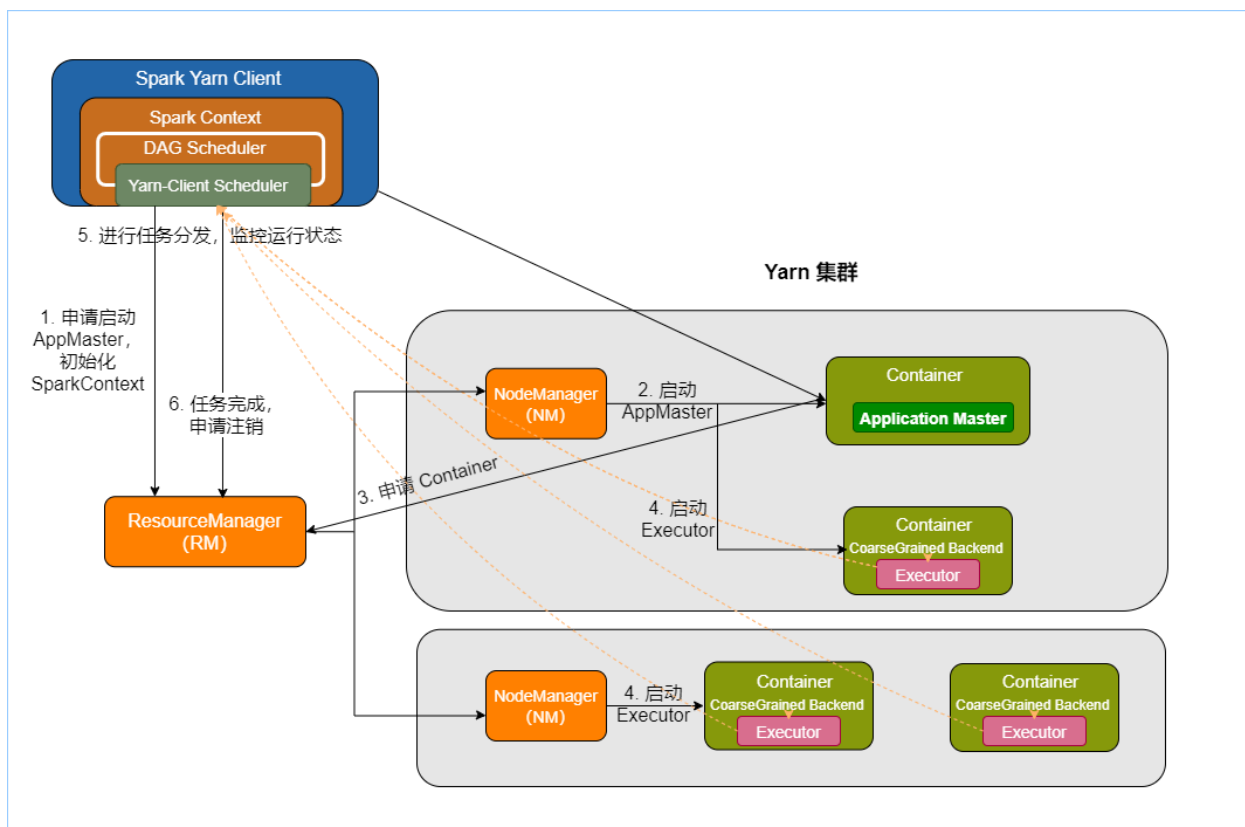 Spark Yarn Client
Spark Context
DAG Scheduler
Yarn-Client Scheduler
5. 进行任务分发，监控运行状态
Yarn 集群
1. 申请启动
AppMaster，
初始化
SparkContext
6. 任务完成，
申请注销
ResourceManager
(RM)
NodeManager
(NM)
2. 启动
AppMaster
Container
Application Master
3. 申请 Container
4. 启动
Executor
Container
CoarseGrained Backend
Executor
NodeManager
(NM)
4. 启动
Executor
Container
CoarseGrained Backend
Executor
Container
CoarseGrained Backend
Executor